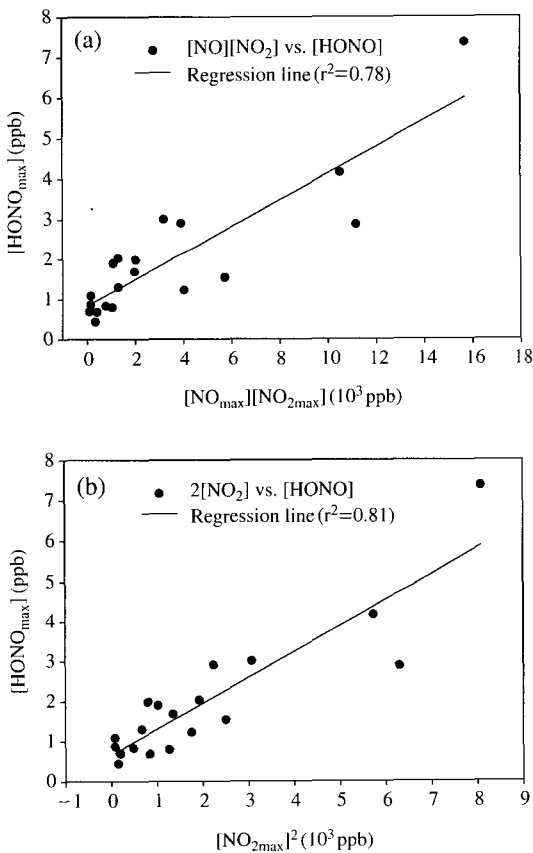 8
(a)
[NO][NO₂] vs. [HONO]
7
Regression line (r²=0.78)
6
5
4
3
2
1
0
[HONOₘₐₓ] (ppb)
0 2 4 6 8 10 12 14 16 18
[NOₘₐₓ][NO₂ₘₐₓ] (10³ ppb)
8
(b)
2[NO₂] vs. [HONO]
7
Regression line (r²=0.81)
6
5
4
3
2
1
0
[HONOₘₐₓ] (ppb)
−1 0 1 2 3 4 5 6 7 8 9
[NO₂ₘₐₓ]² (10³ ppb)